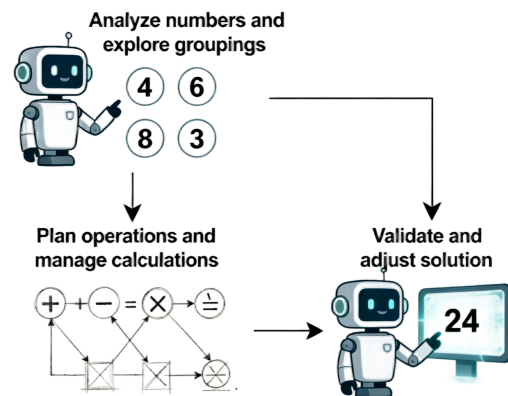 Analyze numbers and
explore groupings
4 6
8 3
Plan operations and
manage calculations
Validate and
adjust solution
+ + − = × ÷
24